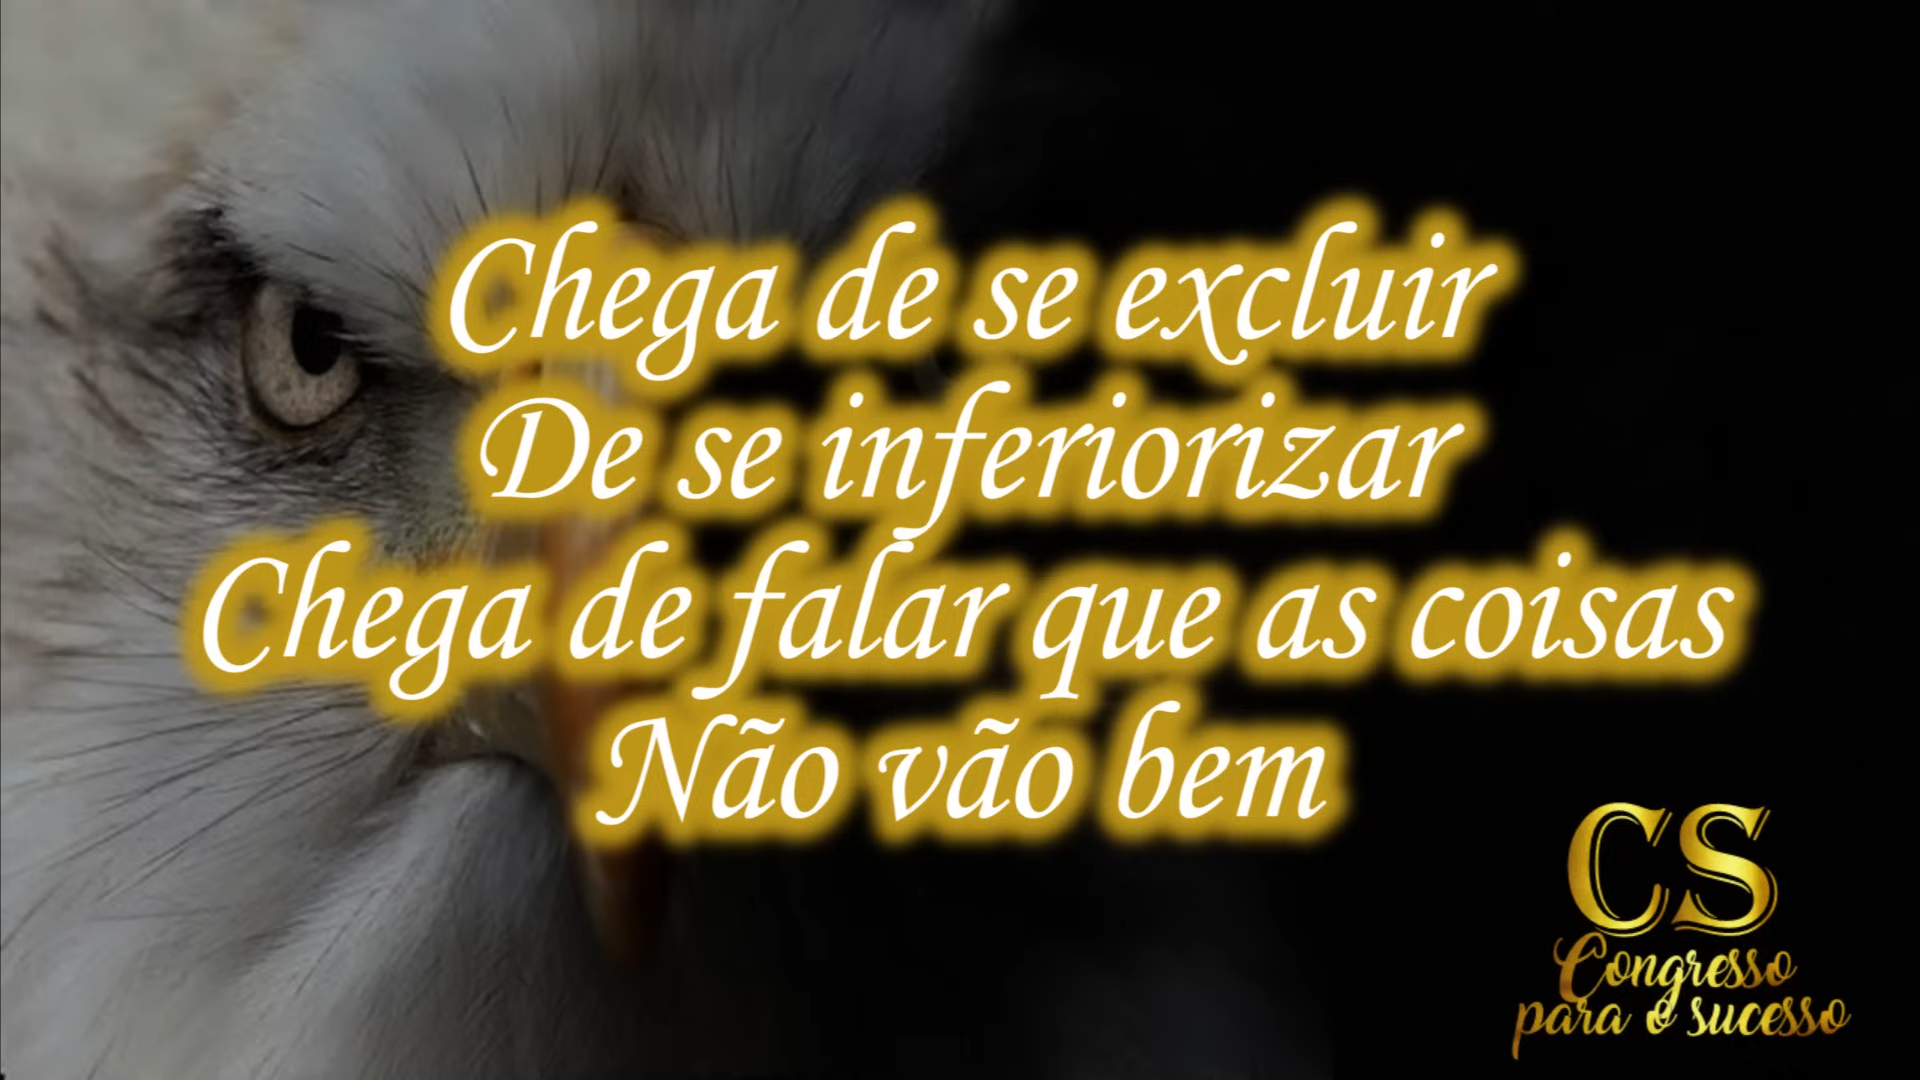 Chega de se excluir
De se inferiorizar
Chega de falar que as coisas
Não vão bem
CS
Congresso
para o sucesso